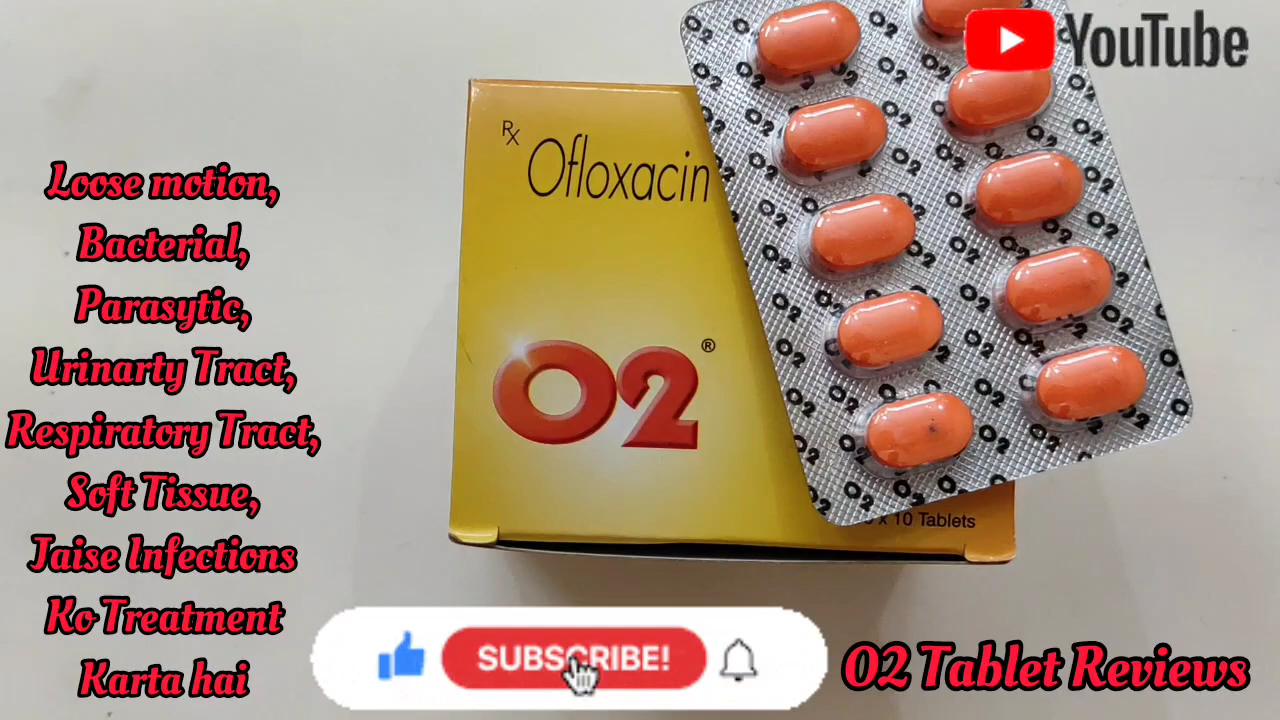 YouTube
Rx
Ofloxacin
O2®
x 10 Tablets
Loose motion,
Bacterial,
Parasytic,
Urinarty Tract,
Respiratory Tract,
Soft Tissue,
Jaise Infections
Ko Treatment
Karta hai
SUBSCRIBE!
O2 Tablet Reviews